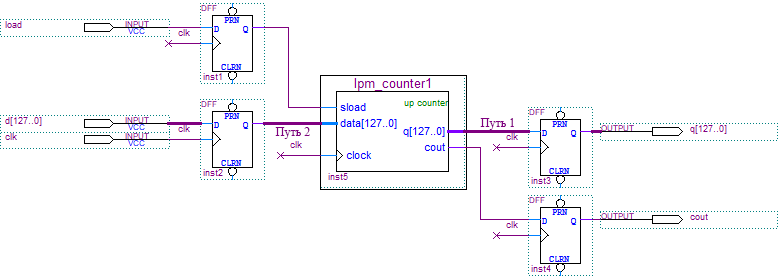 DFF
load
INPUT
VCC
PRN
D
Q
clk
CLRN
inst1
lpm_counter1
sload
up counter
data[127..0]
q[127..0]
cout
clock
inst5
DFF
d[127..0]
INPUT
VCC
clk
clk
INPUT
VCC
PRN
D
Q
CLRN
inst2
Путь 2
clk
Путь 1
DFF
PRN
D
Q
clk
CLRN
inst3
OUTPUT
q[127..0]
DFF
PRN
D
Q
clk
CLRN
inst4
OUTPUT
cout